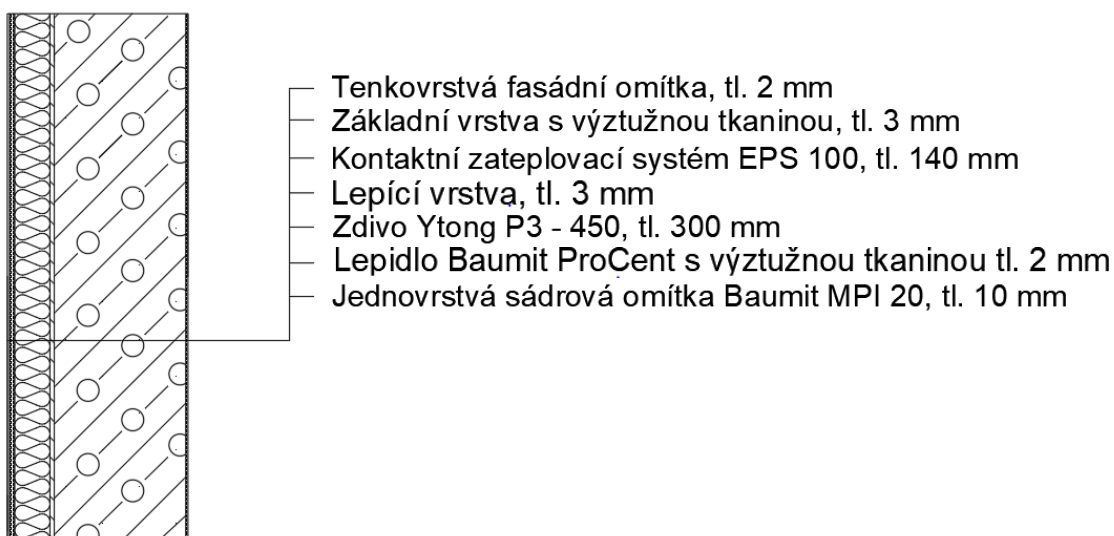 Tenkovrstvá fasádní omítka, tl. 2 mm
Základní vrstva s výztužnou tkaninou, tl. 3 mm
Kontaktní zateplovací systém EPS 100, tl. 140 mm
Lepící vrstva, tl. 3 mm
Zdivo Ytong P3 - 450, tl. 300 mm
Lepidlo Baumit ProCent s výztužnou tkaninou tl. 2 mm
Jednovrstvá sádrová omítka Baumit MPI 20, tl. 10 mm